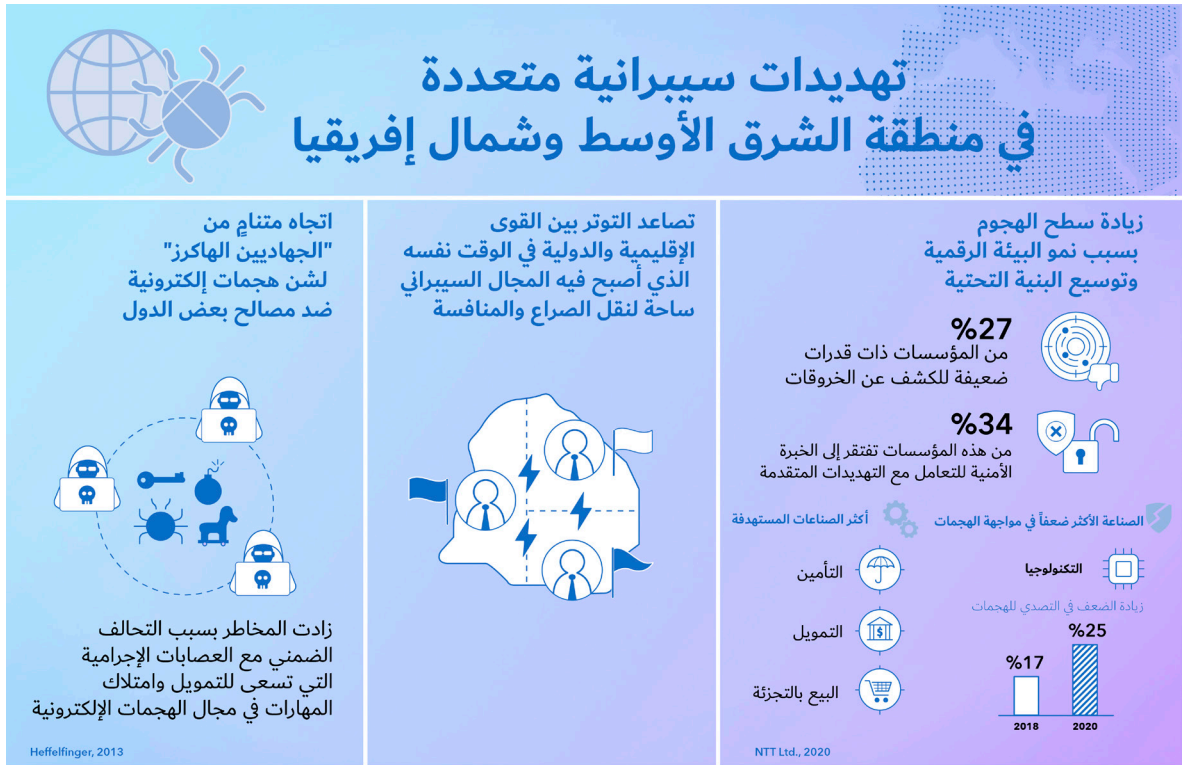 تهديدات سيبرانية متعددة
في منطقة الشرق الأوسط وشمال إفريقيا
زيادة سطح الهجوم
بسبب نمو البيئة الرقمية
وتوسيع البنية التحتية
%27
من المؤسسات ذات قدرات
ضعيفة للكشف عن الخروقات
%34
من هذه المؤسسات تفتقر إلى الخبرة
الأمنية للتعامل مع التهديدات المتقدمة
الصناعة الأكثر ضعفاً في مواجهة الهجمات
التكنولوجيا
زيادة الضعف في التصدي للهجمات
%25
%17
2018
2020
أكثر الصناعات المستهدفة
التأمين
التمويل
البيع بالتجزئة
NTT Ltd., 2020
تصاعد التوتر بين القوى
الإقليمية والدولية في الوقت نفسه
الذي أصبح فيه المجال السيبراني
ساحة لنقل الصراع والمنافسة
اتجاه متنامٍ من
"الجهاديين الهاكرز"
لشن هجمات إلكترونية
ضد مصالح بعض الدول
زادت المخاطر بسبب التحالف
الضمني مع العصابات الإجرامية
التي تسعى للتمويل وامتلاك
المهارات في مجال الهجمات الإلكترونية
Heffelfinger, 2013